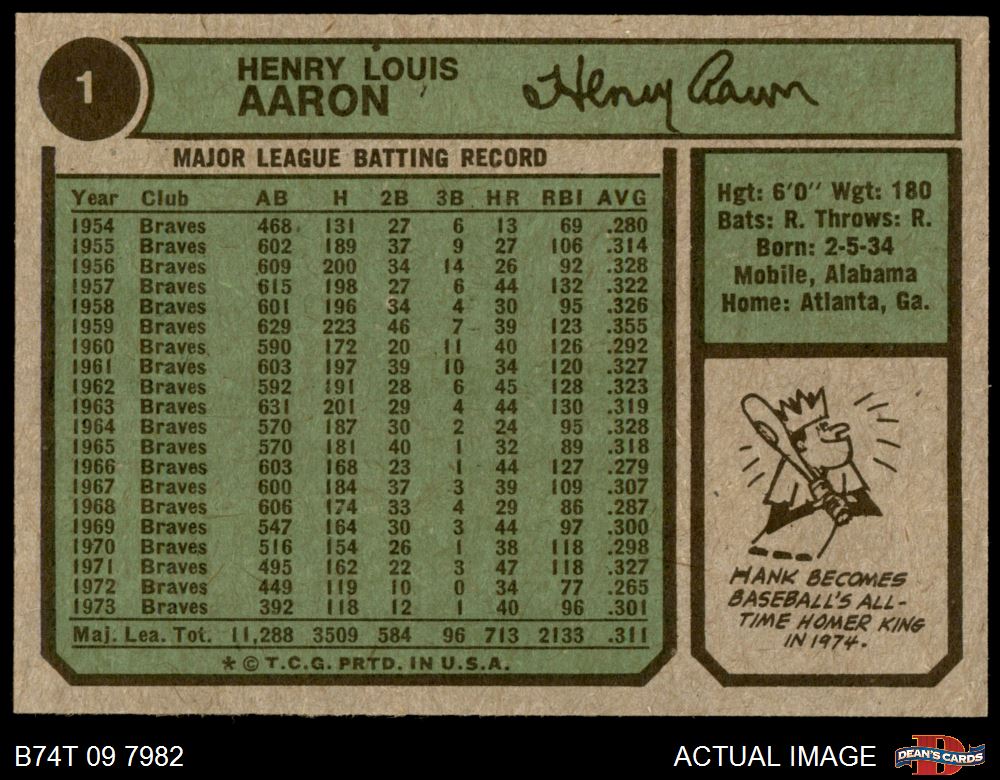 1
HENRY LOUIS
AARON
Henry Aaron
MAJOR LEAGUE BATTING RECORD
Year Club AB H 2B 3B HR RBI AVG
1954 Braves 468 131 27 6 13 69 .280
1955 Braves 602 189 37 9 27 106 .314
1956 Braves 609 200 34 14 26 92 .328
1957 Braves 615 198 27 6 44 132 .322
1958 Braves 601 196 34 4 30 95 .326
1959 Braves 629 223 46 7 39 123 .355
1960 Braves 590 172 20 11 40 126 .292
1961 Braves 603 197 39 10 34 120 .327
1962 Braves 592 191 28 6 45 128 .323
1963 Braves 631 201 29 4 44 130 .319
1964 Braves 570 187 30 2 24 95 .328
1965 Braves 570 181 40 1 32 89 .318
1966 Braves 603 168 23 1 44 127 .279
1967 Braves 600 184 37 3 39 109 .307
1968 Braves 606 174 33 4 29 86 .287
1969 Braves 547 164 30 3 44 97 .300
1970 Braves 516 154 26 1 38 118 .298
1971 Braves 495 162 22 3 47 118 .327
1972 Braves 449 119 10 0 34 77 .265
1973 Braves 392 118 12 1 40 96 .301
Maj. Lea. Tot. 11,288 3509 584 96 713 2133 .311
* © T.C.G. PRTD. IN U.S.A.
Hgt: 6'0" Wgt: 180
Bats: R. Throws: R.
Born: 2-5-34
Mobile, Alabama
Home: Atlanta, Ga.
HANK BECOMES
BASEBALL'S ALL-
TIME HOMER KING
IN 1974.
B74T 09 7982
ACTUAL IMAGE
DEAN'S CARDS